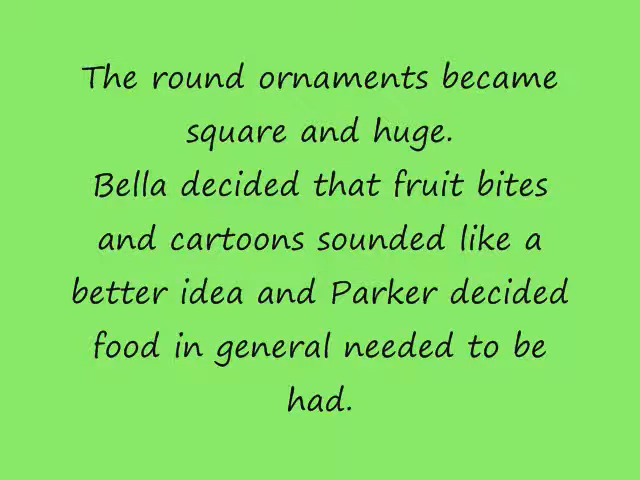 The round ornaments became
square and huge.
Bella decided that fruit bites
and cartoons sounded like a
better idea and Parker decided
food in general needed to be
had.